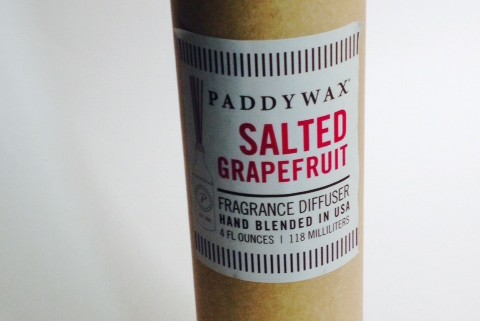 PADDYWAX
SALTED
GRAPEFRUIT
FRAGRANCE DIFFUSER
HAND BLENDED IN USA
4 FL OUNCES | 118 MILLILITERS